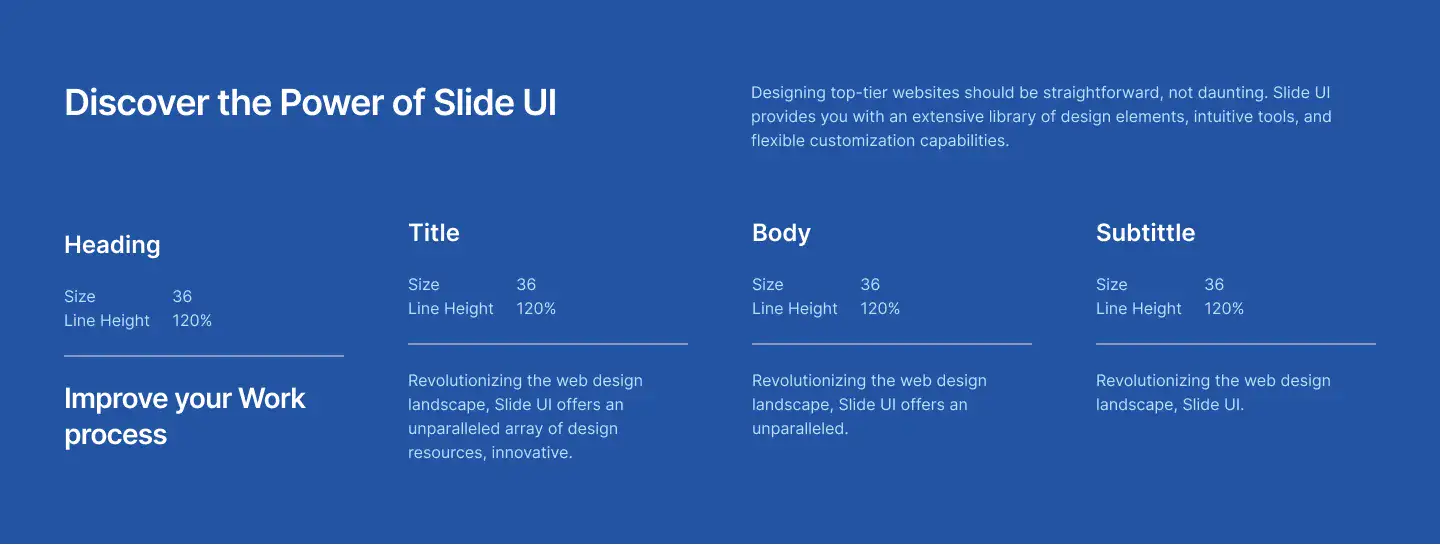 Discover the Power of Slide UI
Designing top-tier websites should be straightforward, not daunting. Slide UI
provides you with an extensive library of design elements, intuitive tools, and
flexible customization capabilities.
Heading
Size 36
Line Height 120%
Improve your Work
process
Title
Size 36
Line Height 120%
Revolutionizing the web design
landscape, Slide UI offers an
unparalleled array of design
resources, innovative.
Body
Size 36
Line Height 120%
Revolutionizing the web design
landscape, Slide UI offers an
unparalleled.
Subtittle
Size 36
Line Height 120%
Revolutionizing the web design
landscape, Slide UI.